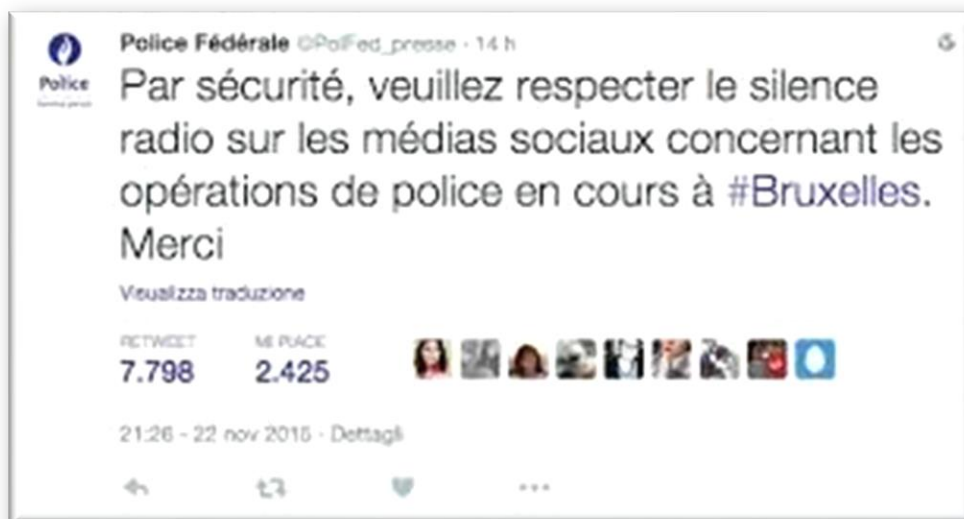 Police Fédérale @PolFed_presse · 14 h
Police
Par sécurité, veuillez respecter le silence
radio sur les médias sociaux concernant les
opérations de police en cours à #Bruxelles.
Merci
Visualizza traduzione
RETWEET MI PIACE
7.798 2.425
21:26 - 22 nov 2015 · Dettagli